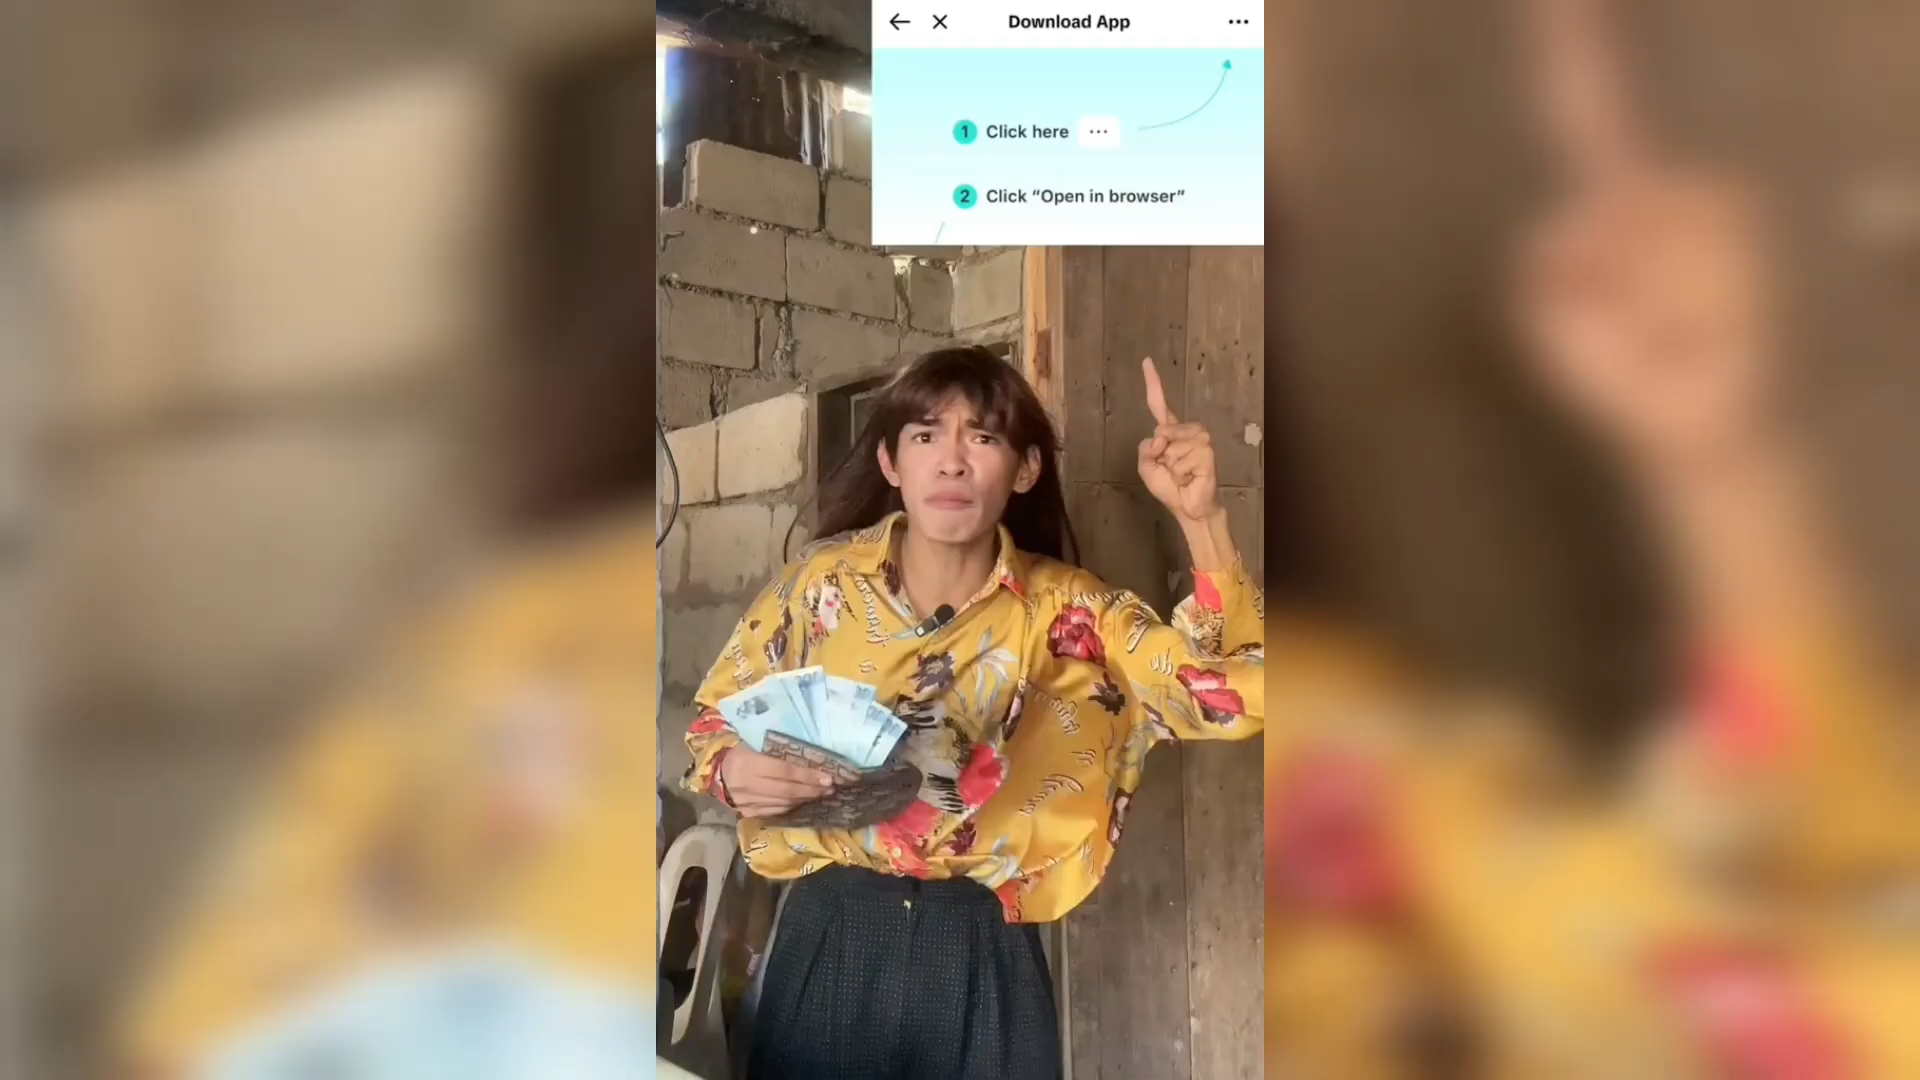 Download App
1 Click here ...
2 Click “Open in browser”